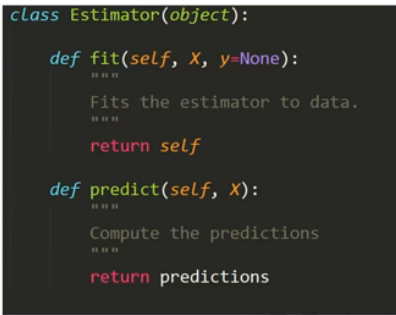 class Estimator(object):
def fit(self, X, y=None):
"""
Fits the estimator to data.
"""
return self
def predict(self, X):
"""
Compute the predictions
"""
return predictions